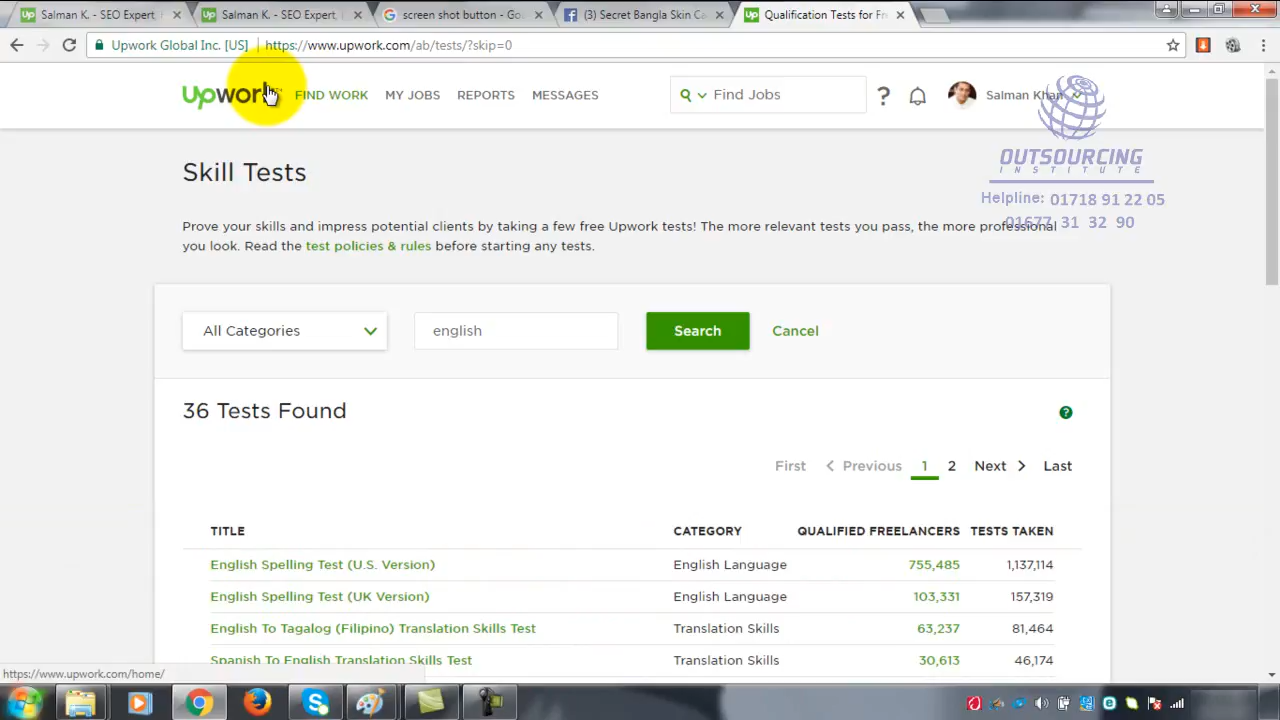 Salman K. - SEO Expert,
Salman K. - SEO Expert,
screen shot button - Go
(3) Secret Bangla Skin Ca
Qualification Tests for Fr
Upwork Global Inc. [US]
https://www.upwork.com/ab/tests/?skip=0
Upwork
FIND WORK
MY JOBS
REPORTS
MESSAGES
Find Jobs
?
Salman Khan
OUTSOURCING
INSTITUTE
Helpline: 01718 91 22 05
01677 31 32 90
Skill Tests
Prove your skills and impress potential clients by taking a few free Upwork tests! The more relevant tests you pass, the more professional
you look. Read the test policies & rules before starting any tests.
All Categories
english
Search
Cancel
36 Tests Found
?
First
Previous
1
2
Next
Last
TITLE CATEGORY QUALIFIED FREELANCERS TESTS TAKEN
English Spelling Test (U.S. Version) English Language 755,485 1,137,114
English Spelling Test (UK Version) English Language 103,331 157,319
English To Tagalog (Filipino) Translation Skills Test Translation Skills 63,237 81,464
Spanish To English Translation Skills Test Translation Skills 30,613 46,174
https://www.upwork.com/home/